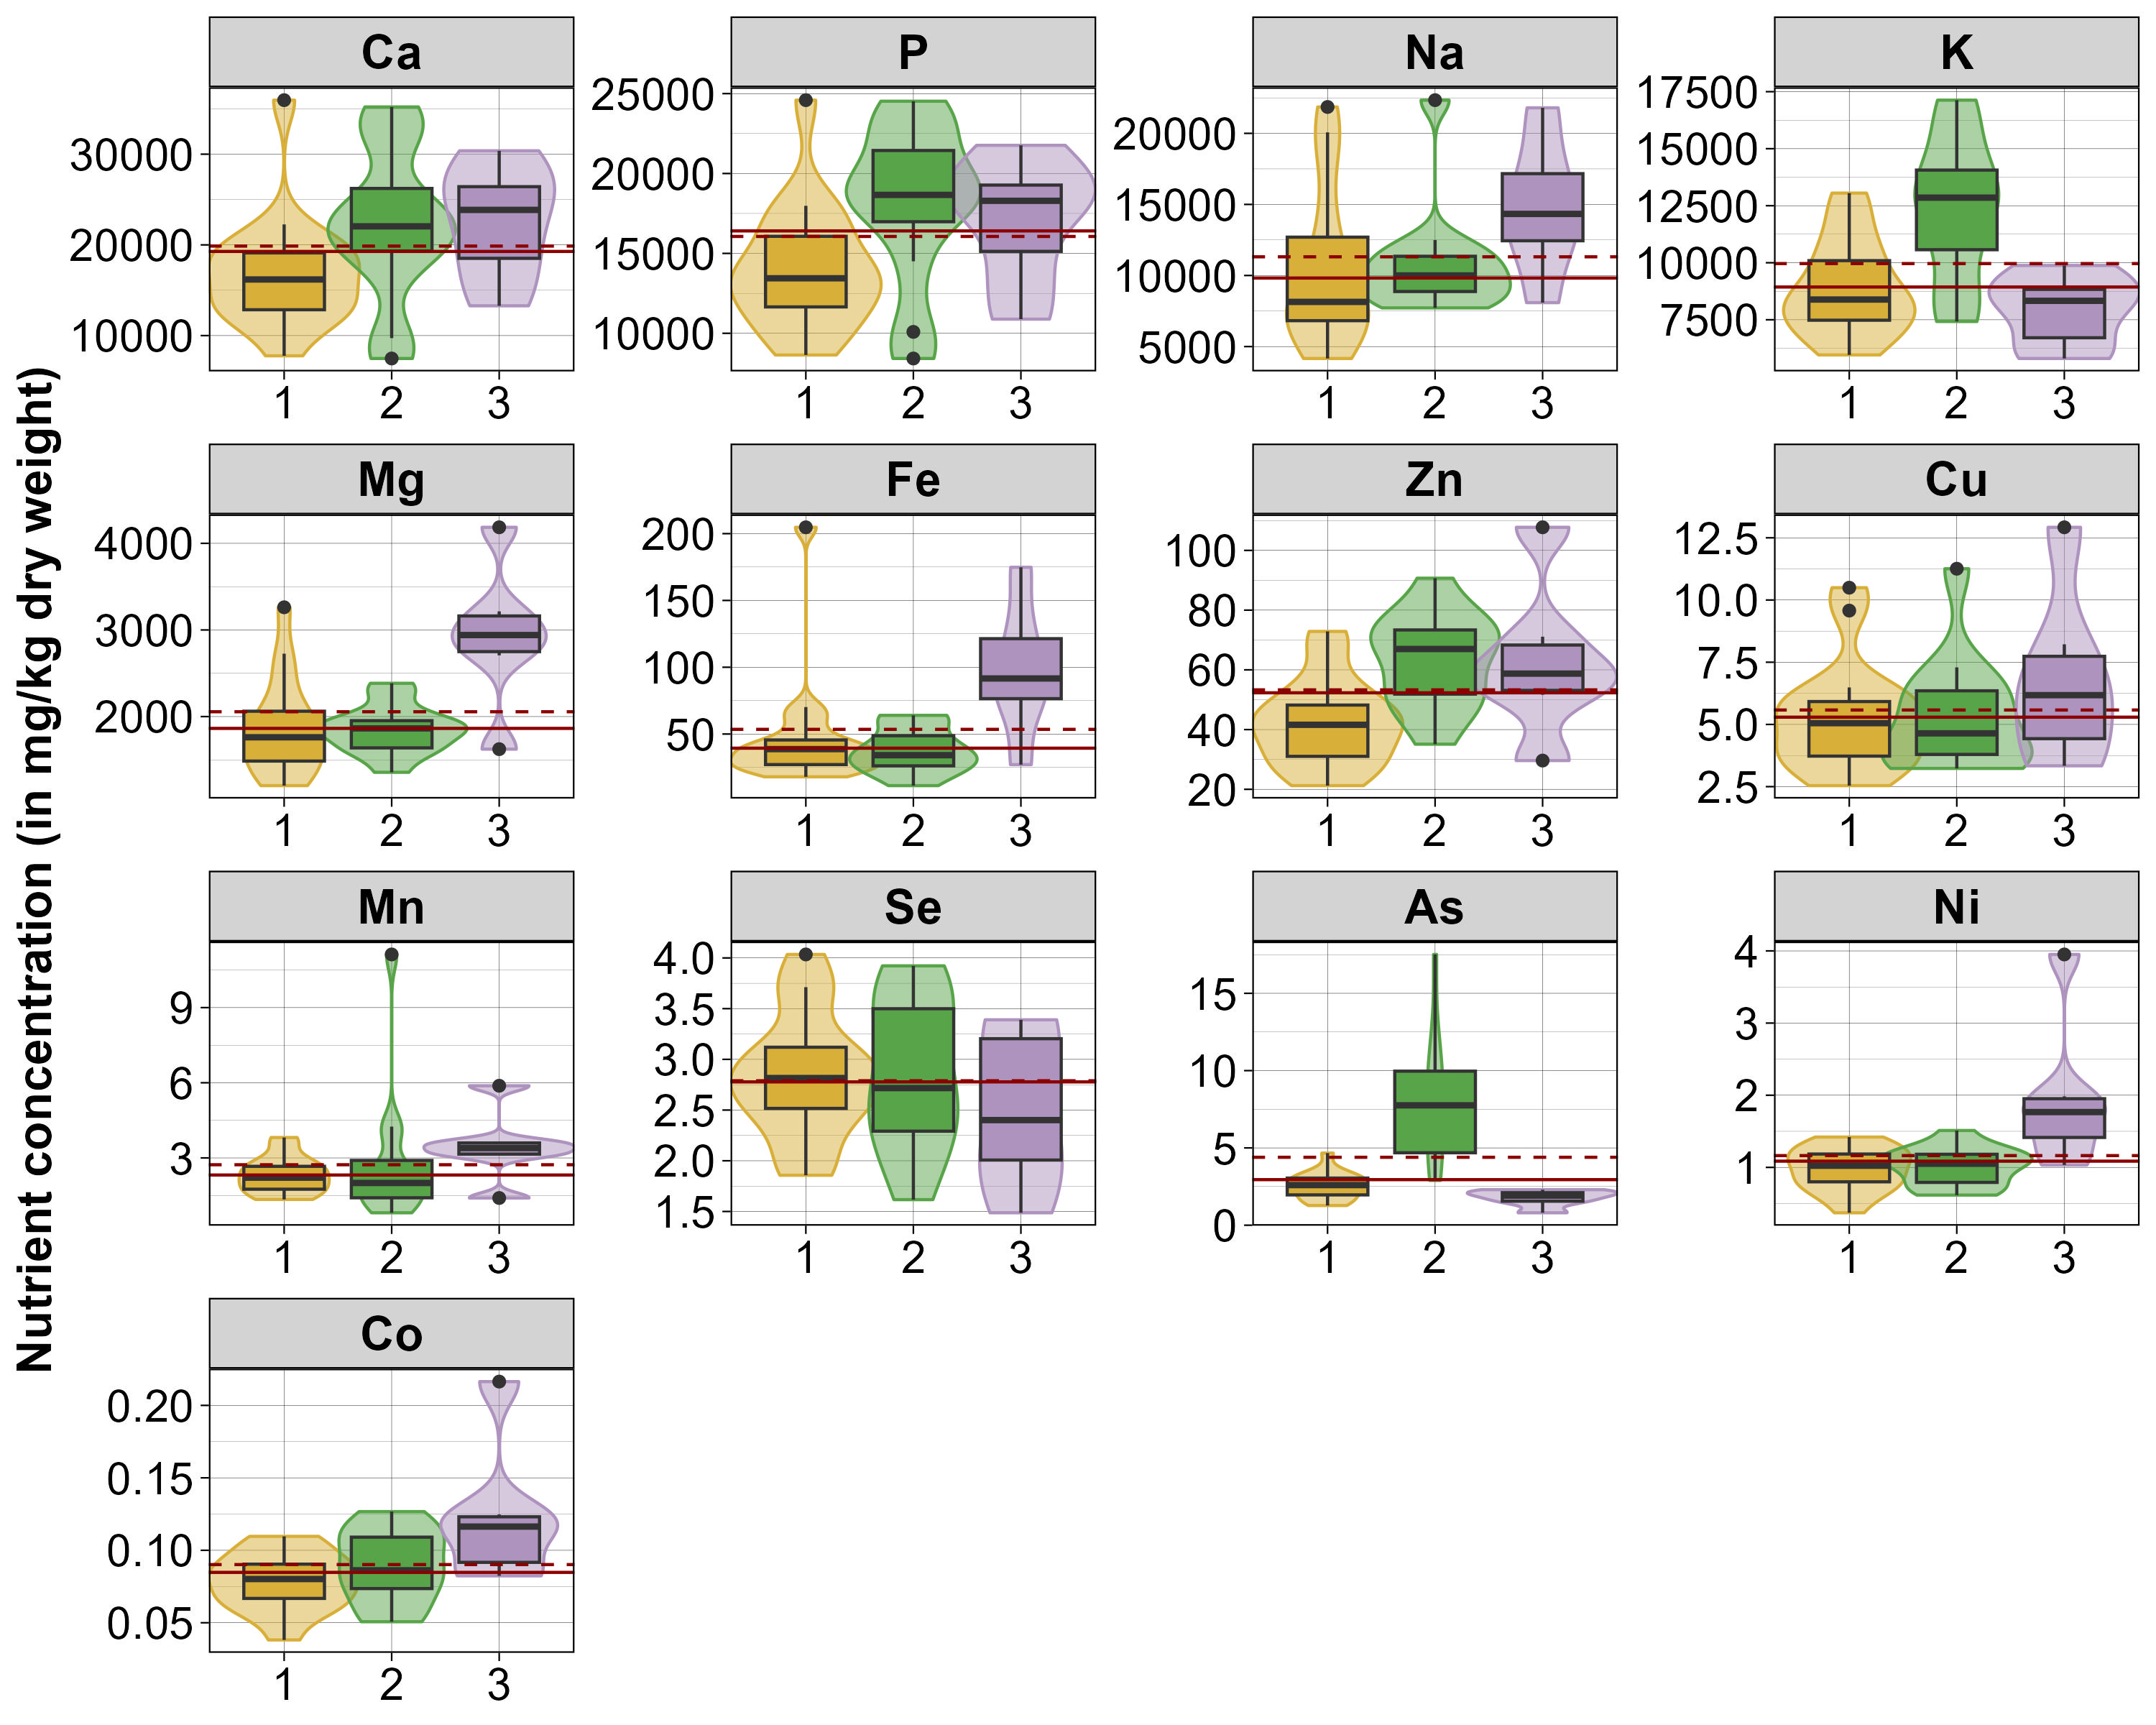 Nutrient concentration (in mg/kg dry weight)
Ca
30000
20000
10000
1 2 3
P
25000
20000
15000
10000
1 2 3
Na
20000
15000
10000
5000
1 2 3
K
17500
15000
12500
10000
7500
1 2 3
Mg
4000
3000
2000
1 2 3
Fe
200
150
100
50
1 2 3
Zn
100
80
60
40
20
1 2 3
Cu
12.5
10.0
7.5
5.0
2.5
1 2 3
Mn
9
6
3
1 2 3
Se
4.0
3.5
3.0
2.5
2.0
1.5
1 2 3
As
15
10
5
0
1 2 3
Ni
4
3
2
1
1 2 3
Co
0.20
0.15
0.10
0.05
1 2 3